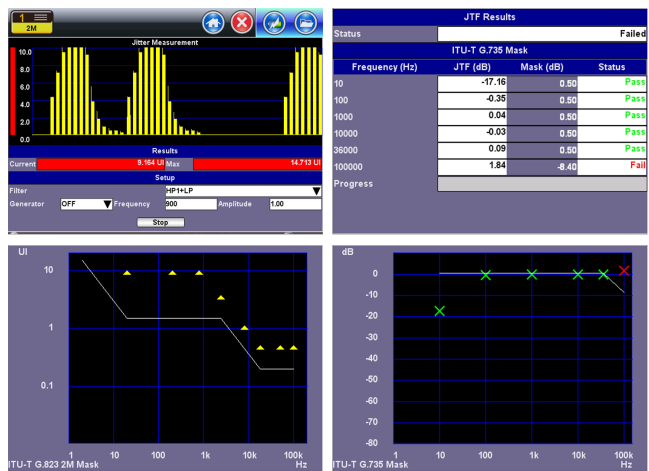 1
2M
Jitter Measurement
10.0
8.0
6.0
4.0
2.0
0.0
Results
Current 9.164 UI Max 14.713 UI
Setup
Filter HP1+LP
Generator OFF Frequency 900 Amplitude 1.00
Stop
JTF Results
Status Failed
ITU-T G.735 Mask
Frequency (Hz) JTF (dB) Mask (dB) Status
10 -17.16 0.50 Pass
100 -0.35 0.50 Pass
1000 0.04 0.50 Pass
10000 -0.03 0.50 Pass
36000 0.09 0.50 Pass
100000 1.84 -8.40 Fail
Progress
UI
10
1
0.1
1 10 100 1k 10k 100k
ITU-T G.823 2M Mask Hz
dB
0
-10
-20
-30
-40
-50
-60
-70
-80
1 10 100 1k 10k 100k
ITU-T G.735 Mask Hz